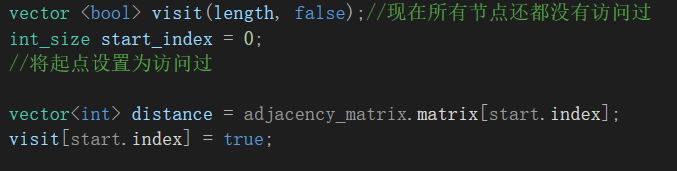 vector <bool> visit(length, false);//现在所有节点还都没有访问过
int_size start_index = 0;
//将起点设置为访问过
vector<int> distance = adjacency_matrix.matrix[start.index];
visit[start.index] = true;